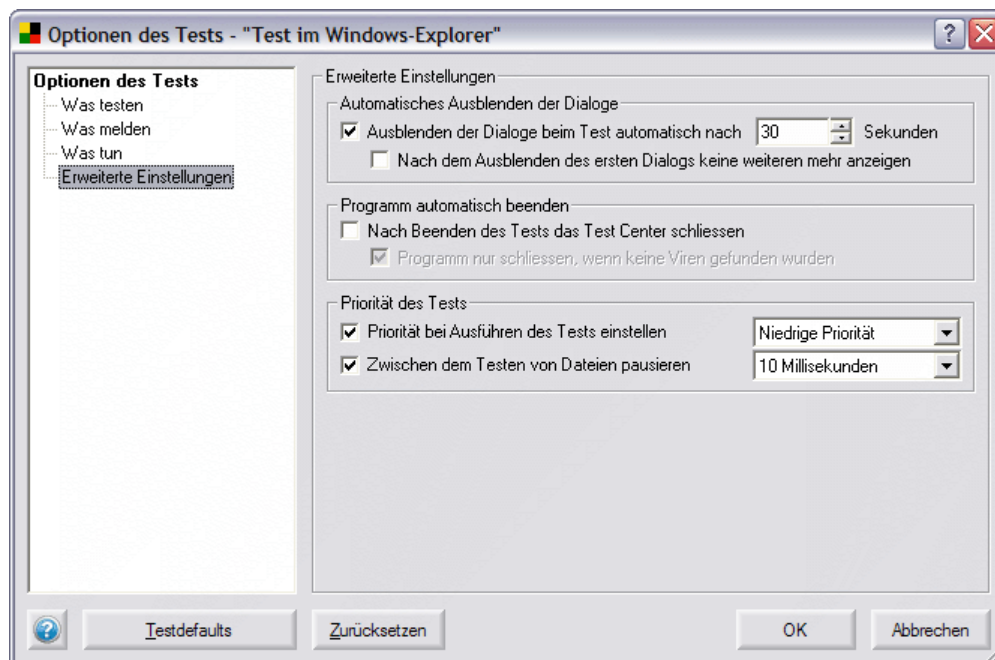 Optionen des Tests - "Test im Windows-Explorer"
?
Optionen des Tests
Was testen
Was melden
Was tun
Erweiterte Einstellungen
Erweiterte Einstellungen
Automatisches Ausblenden der Dialoge
Ausblenden der Dialoge beim Test automatisch nach 30 Sekunden
Nach dem Ausblenden des ersten Dialogs keine weiteren mehr anzeigen
Programm automatisch beenden
Nach Beenden des Tests das Test Center schliessen
Programm nur schliessen, wenn keine Viren gefunden wurden
Priorität des Tests
Priorität bei Ausführen des Tests einstellen Niedrige Priorität
Zwischen dem Testen von Dateien pausieren 10 Millisekunden
? Testdefaults Zurücksetzen OK Abbrechen